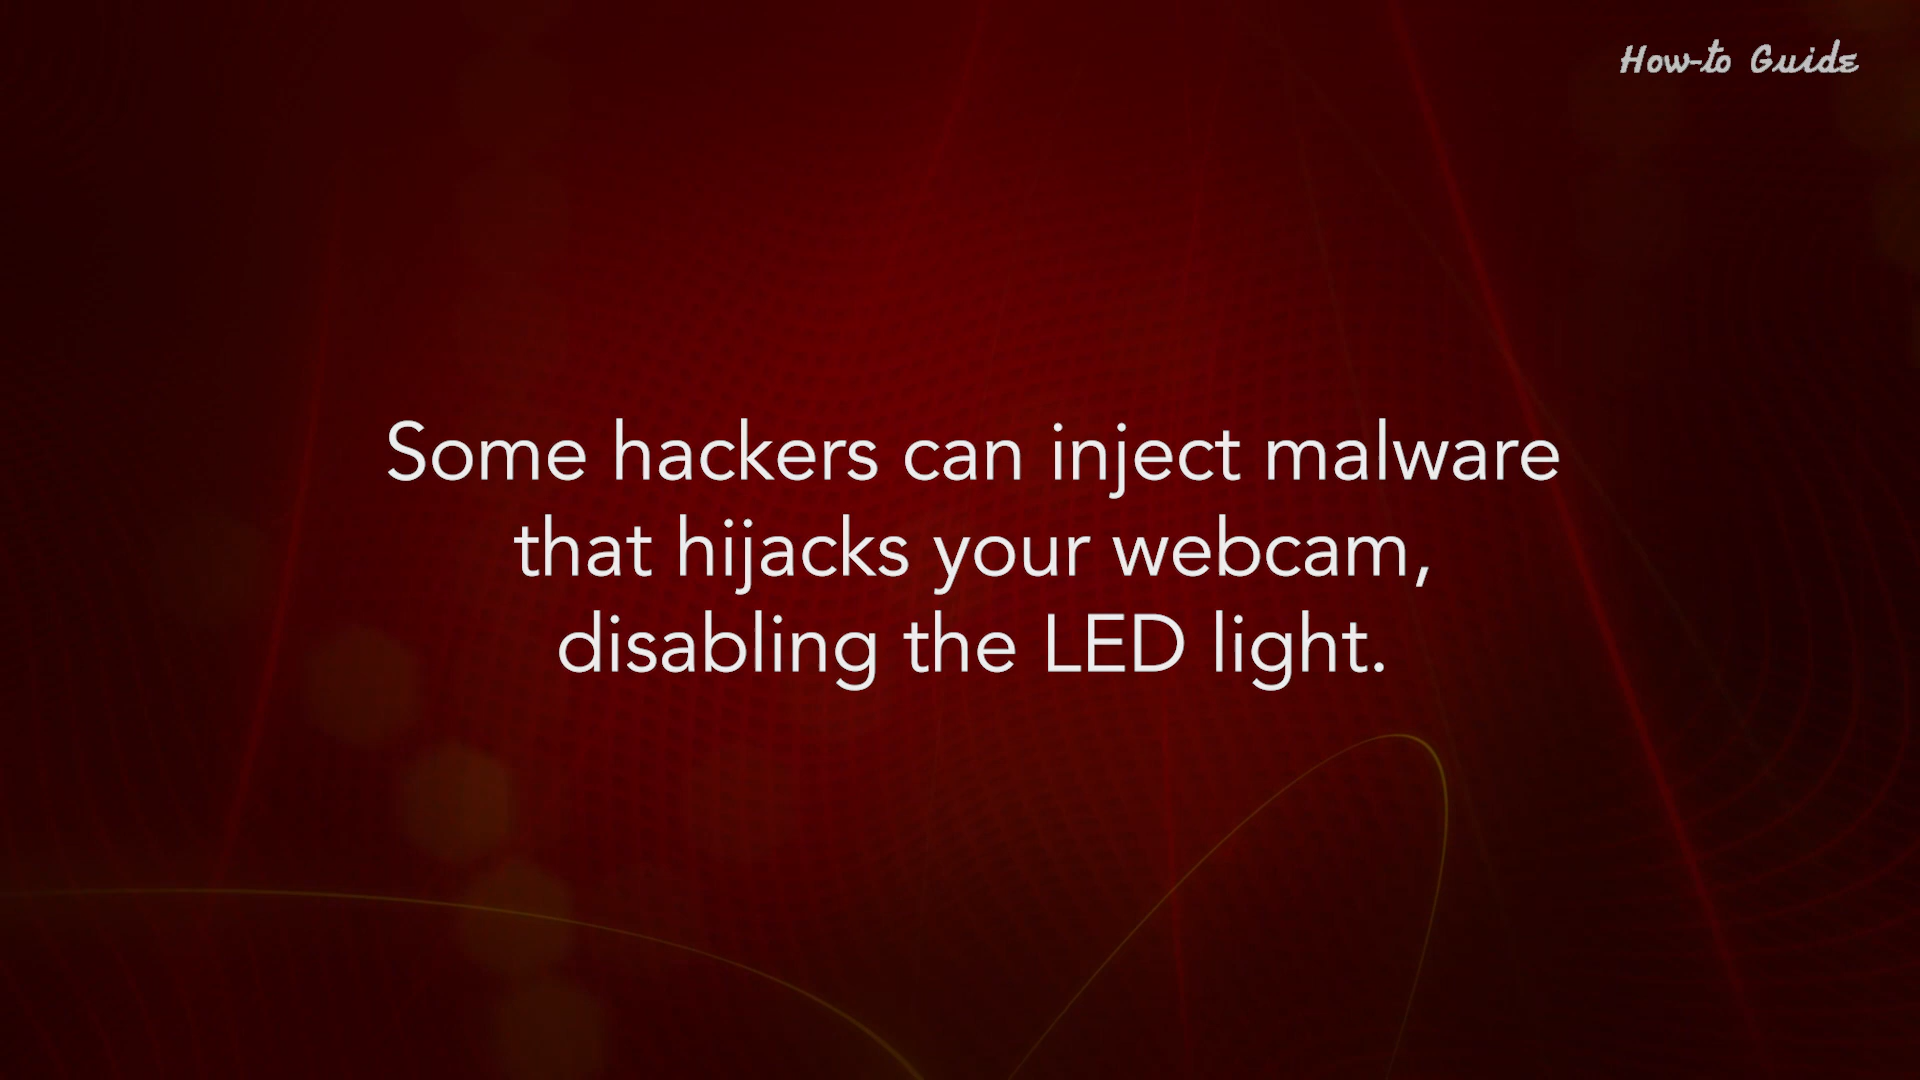 How-to Guide
Some hackers can inject malware
that hijacks your webcam,
disabling the LED light.